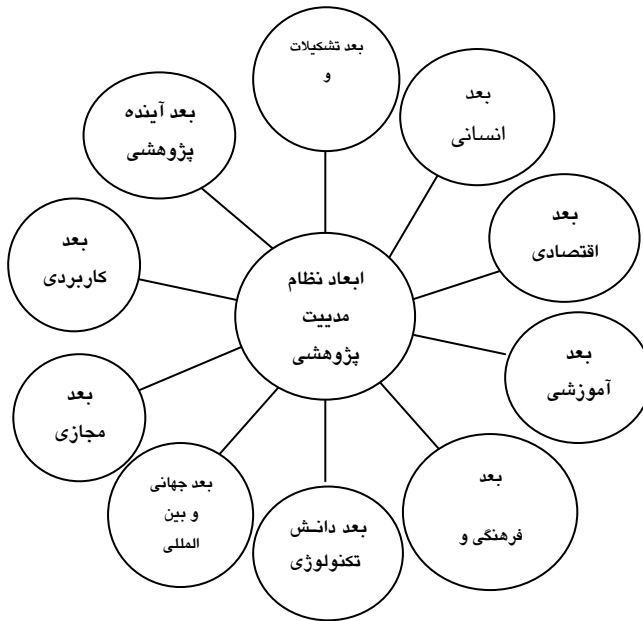 بعد تشکیلات
و
بعد
انسانی
بعد
اقتصادی
بعد
آموزشی
بعد
فرهنگی و
بعد دانش
تکنولوژی
بعد جهانی
و بین
المللی
بعد
مجازی
بعد
کاربردی
بعد آینده
پژوهشی
ابعاد نظام
مدییت
پژوهشی